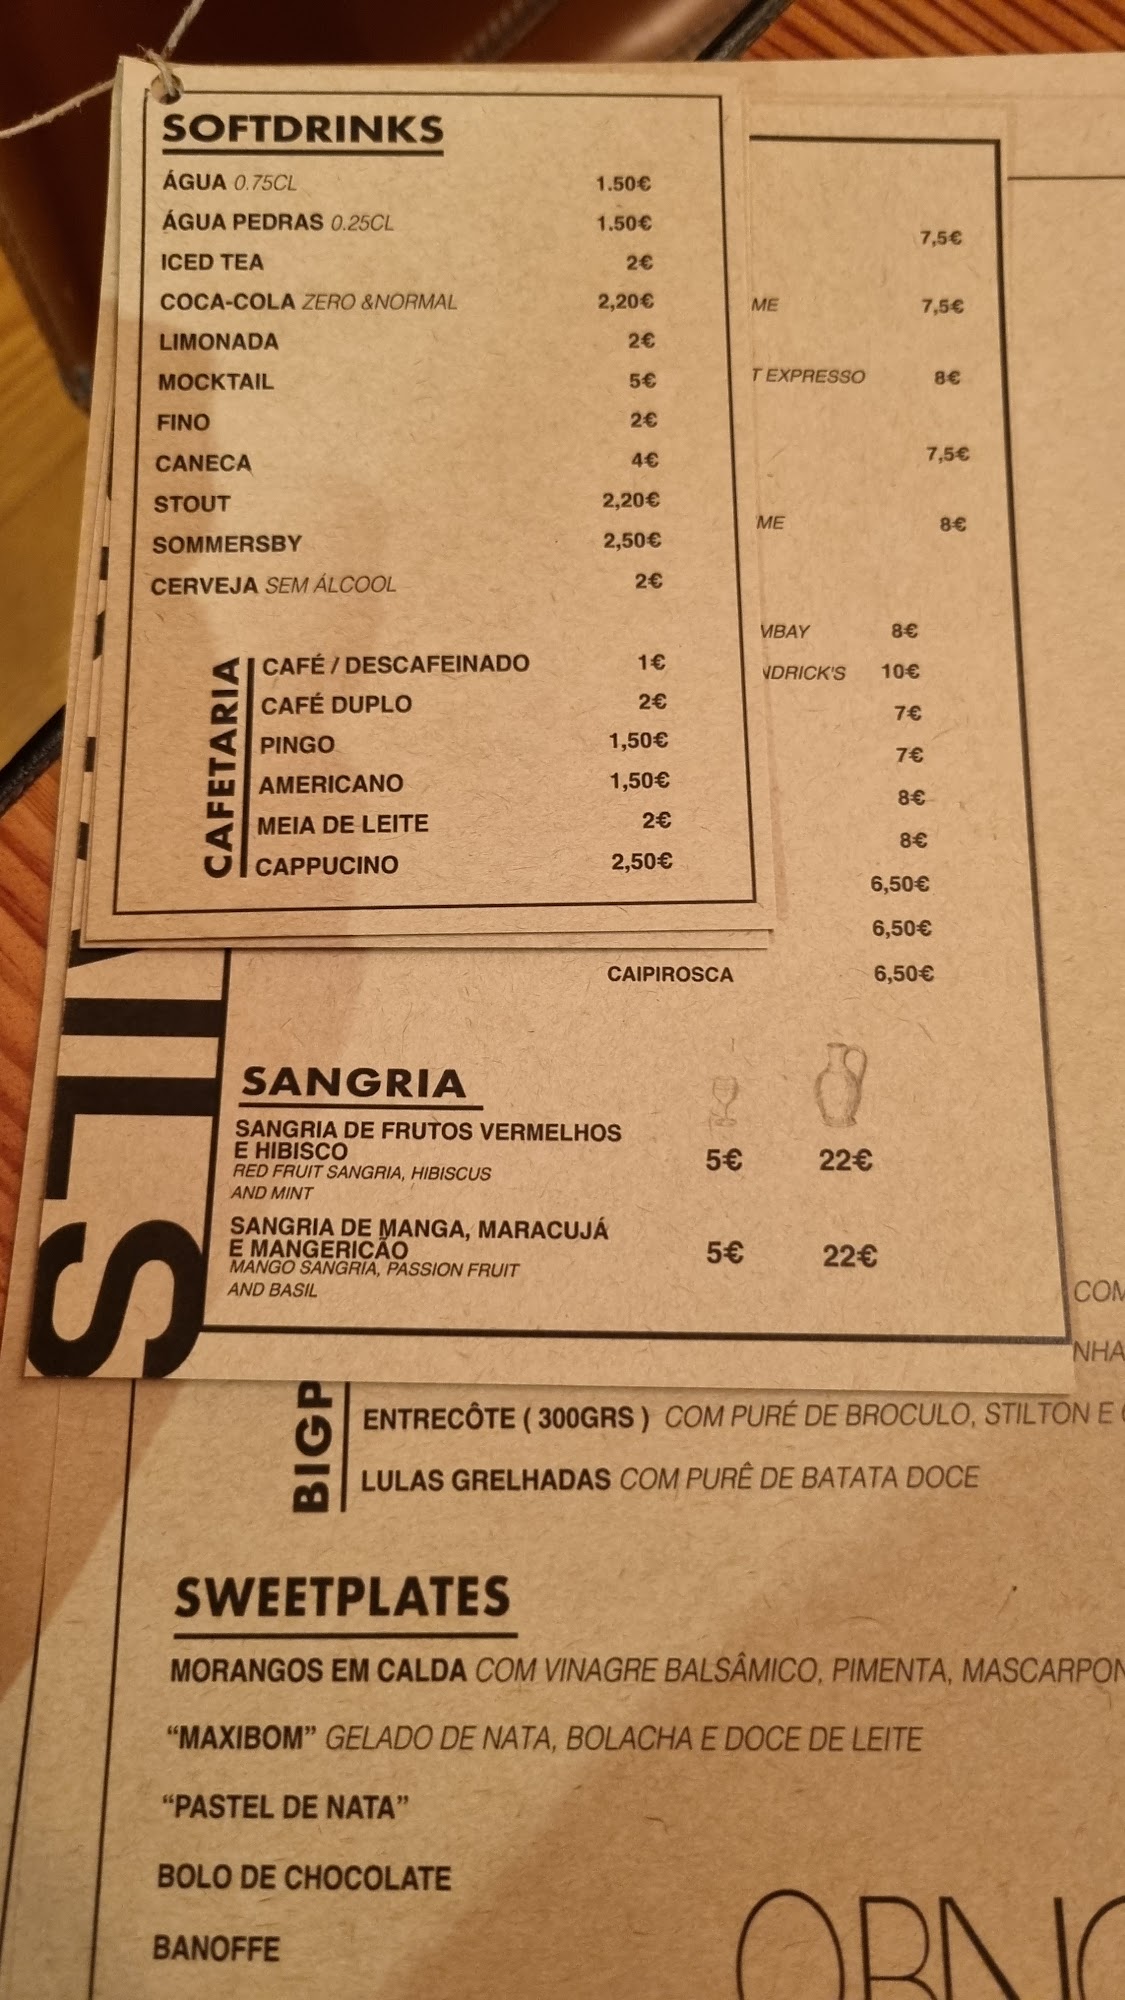 SOFTDRINKS
ÁGUA 0.75CL 1.50€
ÁGUA PEDRAS 0.25CL 1.50€
ICED TEA 2€
COCA-COLA ZERO &NORMAL 2,20€
LIMONADA 2€
MOCKTAIL 5€
FINO 2€
CANECA 4€
STOUT 2,20€
SOMMERSBY 2,50€
CERVEJA SEM ÁLCOOL 2€
CAFETARIA
CAFÉ / DESCAFEINADO 1€
CAFÉ DUPLO 2€
PINGO 1,50€
AMERICANO 1,50€
MEIA DE LEITE 2€
CAPPUCINO 2,50€
7,5€
ME 7,5€
T EXPRESSO 8€
7,5€
ME 8€
MBAY 8€
NDRICK'S 10€
7€
7€
8€
8€
6,50€
6,50€
CAIPIROSCA 6,50€
ILS
SANGRIA
SANGRIA DE FRUTOS VERMELHOS
E HIBISCO 5€ 22€
RED FRUIT SANGRIA, HIBISCUS
AND MINT
SANGRIA DE MANGA, MARACUJÁ
E MANGERICÃO 5€ 22€
MANGO SANGRIA, PASSION FRUIT
AND BASIL
COM
NHA
BIGP
ENTRECÔTE ( 300GRS ) COM PURÉ DE BROCULO, STILTON E
LULAS GRELHADAS COM PURÊ DE BATATA DOCE
SWEETPLATES
MORANGOS EM CALDA COM VINAGRE BALSÂMICO, PIMENTA, MASCARPON
“MAXIBOM” GELADO DE NATA, BOLACHA E DOCE DE LEITE
“PASTEL DE NATA”
BOLO DE CHOCOLATE
BANOFFE